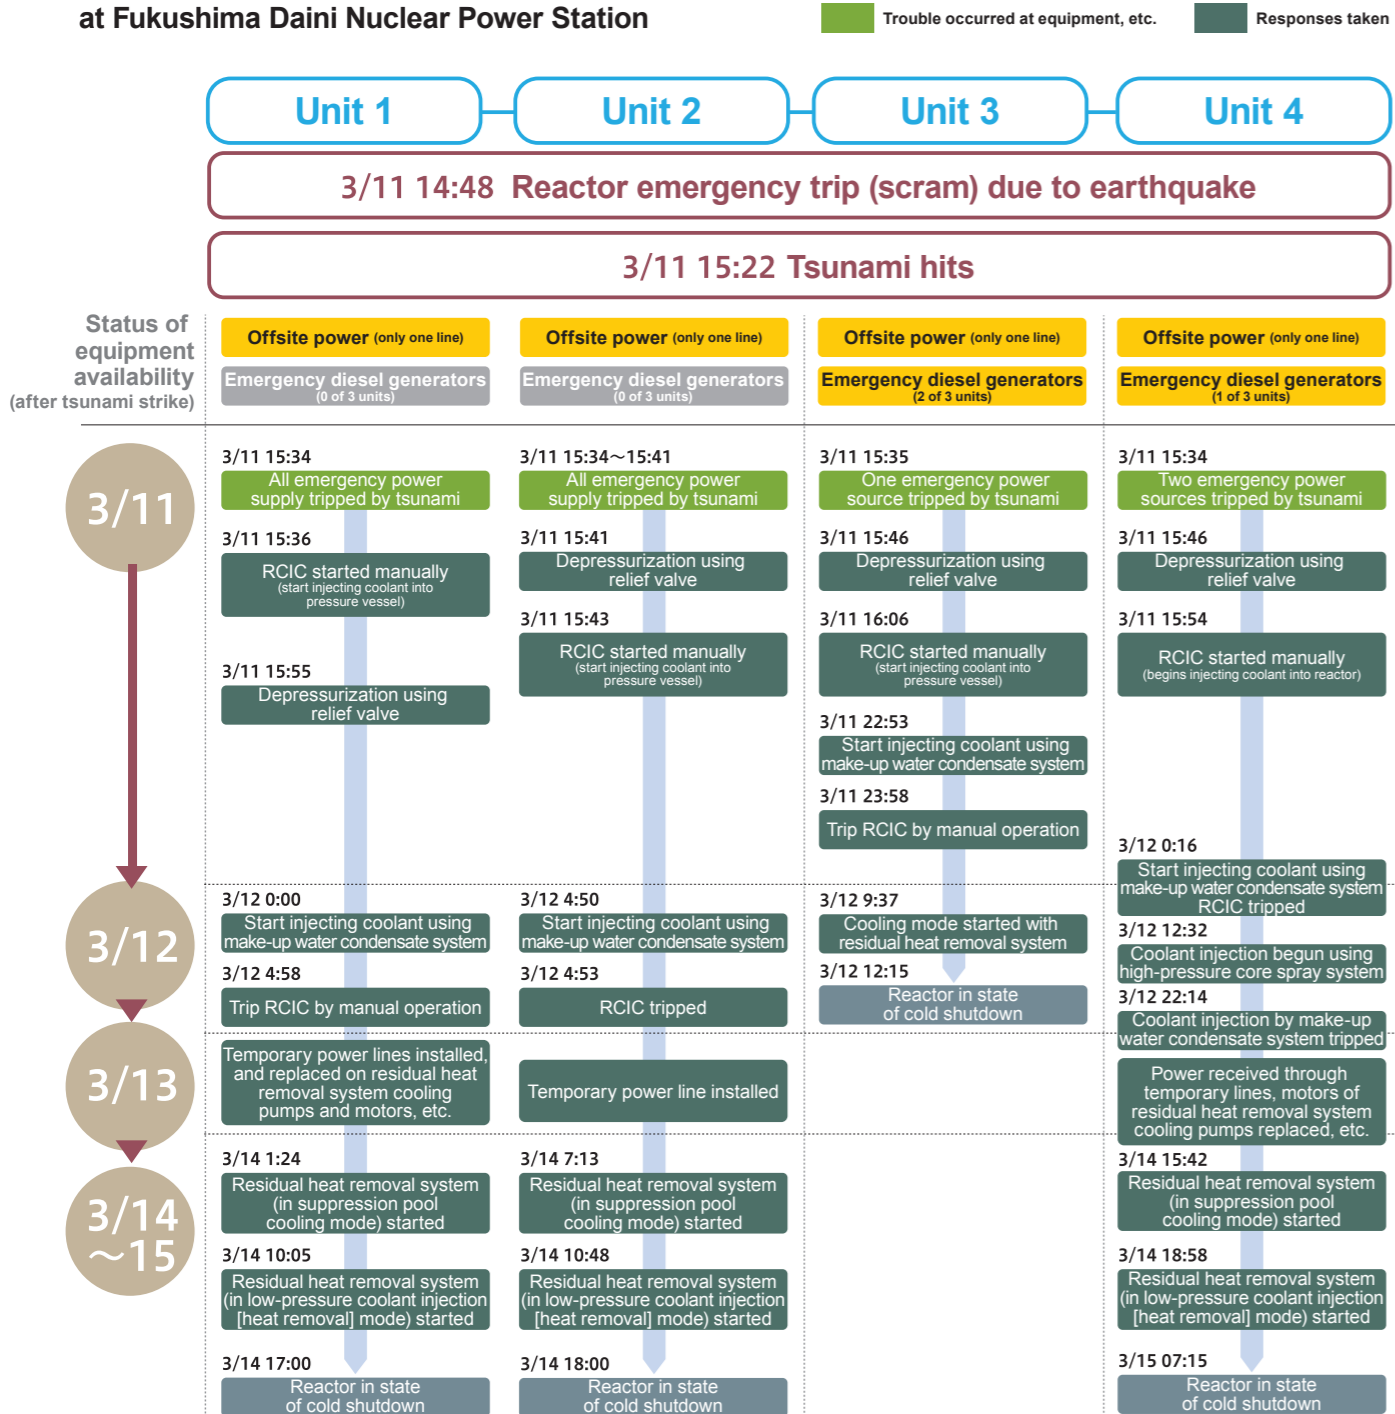 at Fukushima Daini Nuclear Power Station
Trouble occurred at equipment, etc.
Responses taken
Unit 1
Unit 2
Unit 3
Unit 4
3/11 14:48 Reactor emergency trip (scram) due to earthquake
3/11 15:22 Tsunami hits
Status of
equipment
availability
(after tsunami strike)
Offsite power (only one line)
Emergency diesel generators
(0 of 3 units)
Offsite power (only one line)
Emergency diesel generators
(0 of 3 units)
Offsite power (only one line)
Emergency diesel generators
(2 of 3 units)
Offsite power (only one line)
Emergency diesel generators
(1 of 3 units)
3/11
3/12
3/13
3/14
～15
3/11 15:34
All emergency power
supply tripped by tsunami
3/11 15:36
RCIC started manually
(start injecting coolant into
pressure vessel)
3/11 15:55
Depressurization using
relief valve
3/12 0:00
Start injecting coolant using
make-up water condensate system
3/12 4:58
Trip RCIC by manual operation
Temporary power lines installed,
and replaced on residual heat
removal system cooling
pumps and motors, etc.
3/14 1:24
Residual heat removal system
(in suppression pool
cooling mode) started
3/14 10:05
Residual heat removal system
(in low-pressure coolant injection
[heat removal] mode) started
3/14 17:00
Reactor in state
of cold shutdown
3/11 15:34～15:41
All emergency power
supply tripped by tsunami
3/11 15:41
Depressurization using
relief valve
3/11 15:43
RCIC started manually
(start injecting coolant into
pressure vessel)
3/12 4:50
Start injecting coolant using
make-up water condensate system
3/12 4:53
RCIC tripped
Temporary power line installed
3/14 7:13
Residual heat removal system
(in suppression pool
cooling mode) started
3/14 10:48
Residual heat removal system
(in low-pressure coolant injection
[heat removal] mode) started
3/14 18:00
Reactor in state
of cold shutdown
3/11 15:35
One emergency power
source tripped by tsunami
3/11 15:46
Depressurization using
relief valve
3/11 16:06
RCIC started manually
(start injecting coolant into
pressure vessel)
3/11 22:53
Start injecting coolant using
make-up water condensate system
3/11 23:58
Trip RCIC by manual operation
3/12 9:37
Cooling mode started with
residual heat removal system
3/12 12:15
Reactor in state
of cold shutdown
3/11 15:34
Two emergency power
sources tripped by tsunami
3/11 15:46
Depressurization using
relief valve
3/11 15:54
RCIC started manually
(begins injecting coolant into reactor)
3/12 0:16
Start injecting coolant using
make-up water condensate system
RCIC tripped
3/12 12:32
Coolant injection begun using
high-pressure core spray system
3/12 22:14
Coolant injection by make-up
water condensate system tripped
Power received through
temporary lines, motors of
residual heat removal system
cooling pumps replaced, etc.
3/14 15:42
Residual heat removal system
(in suppression pool
cooling mode) started
3/14 18:58
Residual heat removal system
(in low-pressure coolant injection
[heat removal] mode) started
3/15 07:15
Reactor in state
of cold shutdown